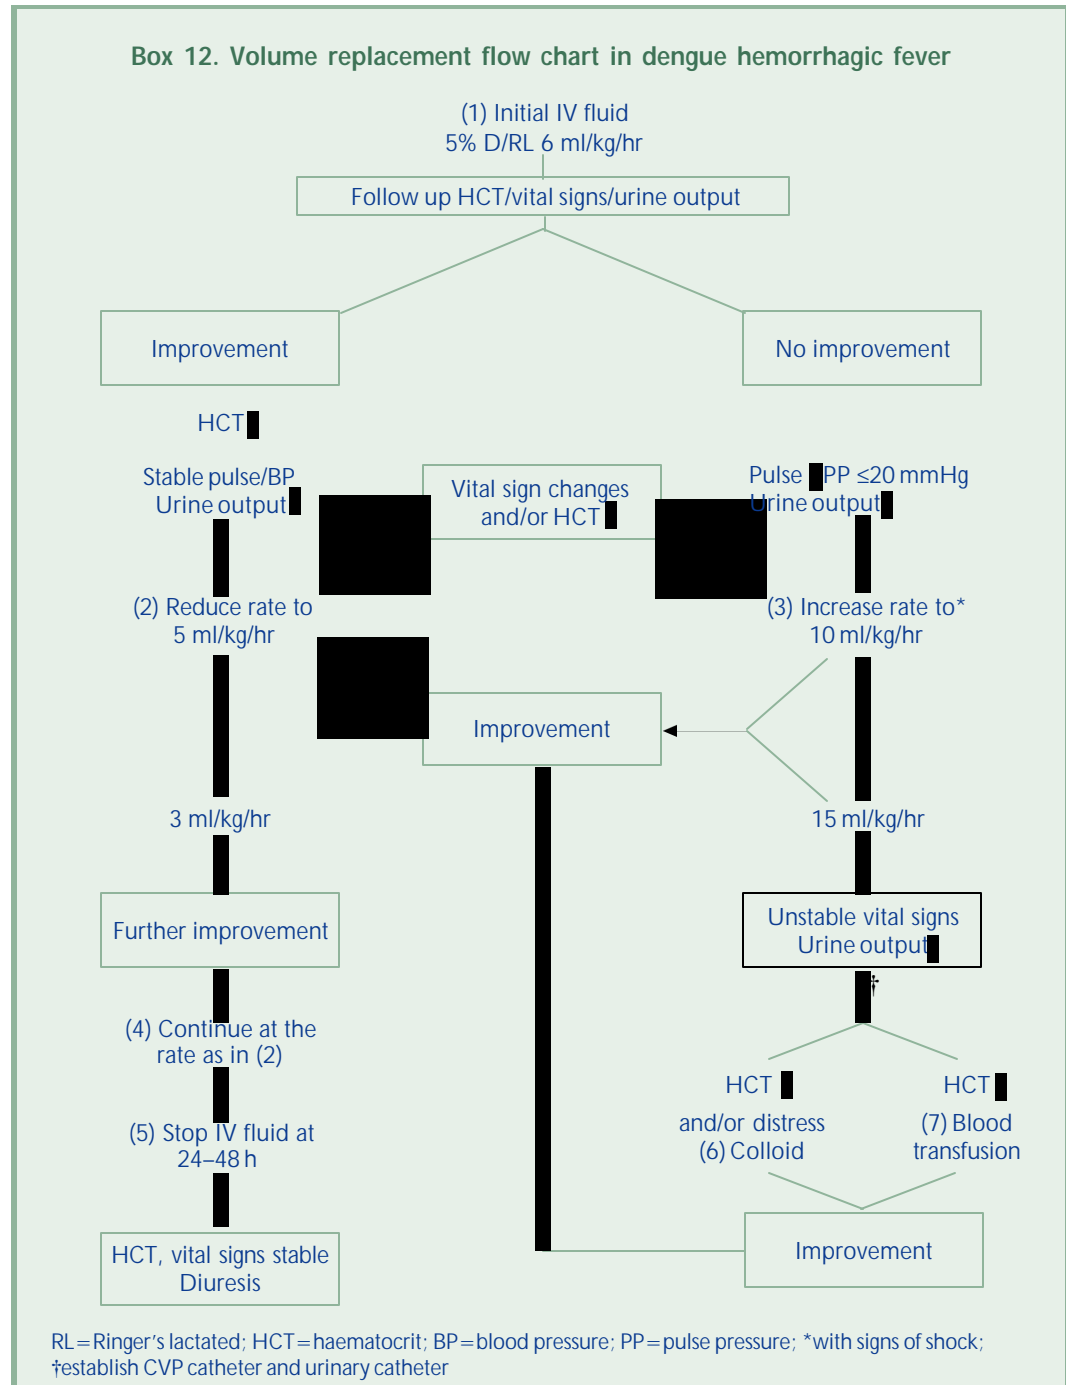 Box 12. Volume replacement flow chart in dengue hemorrhagic fever
(1) Initial IV fluid
5% D/RL 6 ml/kg/hr
Follow up HCT/vital signs/urine output
Improvement
No improvement
HCT
Stable pulse/BP
Urine output
Vital sign changes
and/or HCT
Pulse PP ≤20 mmHg
Urine output
(2) Reduce rate to
5 ml/kg/hr
(3) Increase rate to*
10 ml/kg/hr
Improvement
3 ml/kg/hr
15 ml/kg/hr
Further improvement
Unstable vital signs
Urine output
†
(4) Continue at the
rate as in (2)
(5) Stop IV fluid at
24–48 h
HCT
and/or distress
(6) Colloid
HCT
(7) Blood
transfusion
HCT, vital signs stable
Diuresis
Improvement
RL=Ringer's lactated; HCT=haematocrit; BP=blood pressure; PP=pulse pressure; *with signs of shock;
†establish CVP catheter and urinary catheter